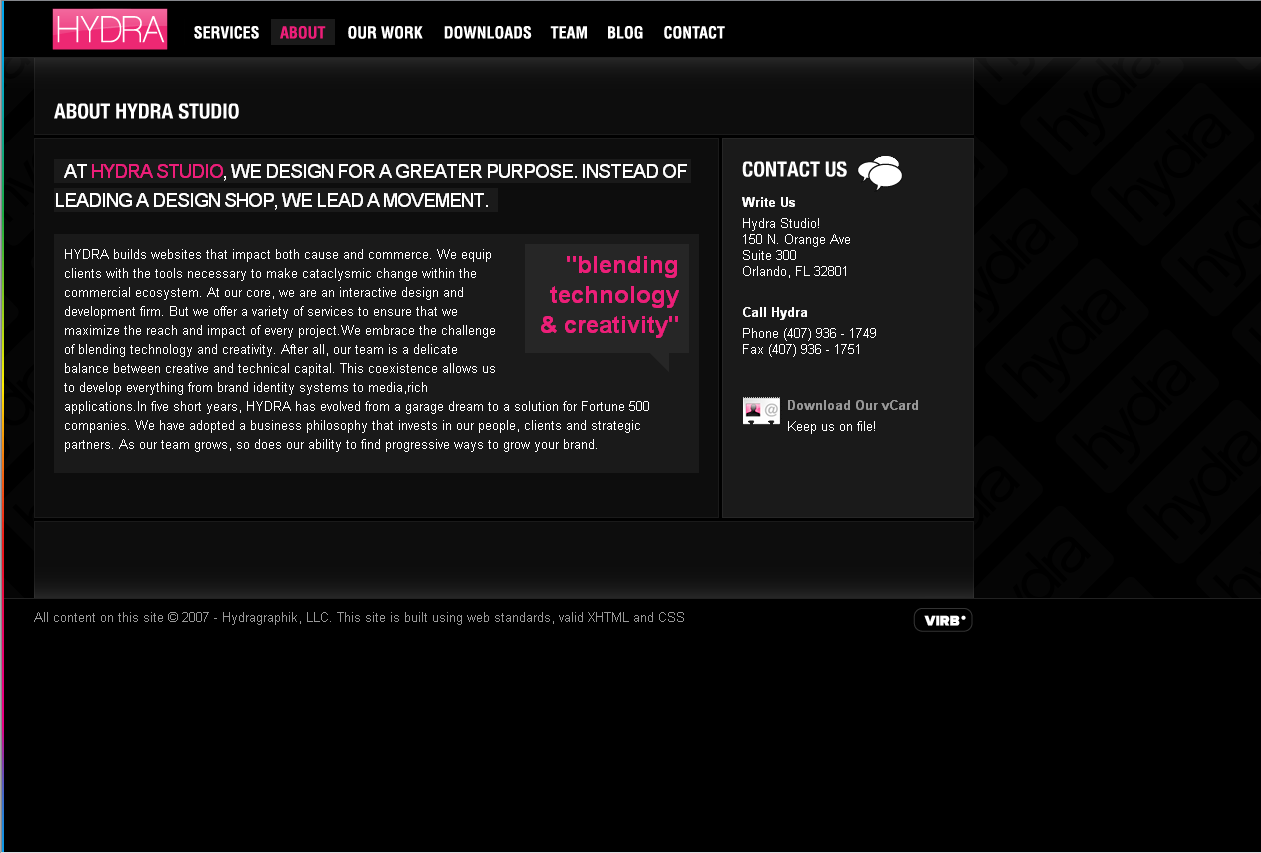 HYDRA
SERVICES ABOUT OUR WORK DOWNLOADS TEAM BLOG CONTACT
ABOUT HYDRA STUDIO
AT HYDRA STUDIO, WE DESIGN FOR A GREATER PURPOSE. INSTEAD OF
LEADING A DESIGN SHOP, WE LEAD A MOVEMENT.
HYDRA builds websites that impact both cause and commerce. We equip
clients with the tools necessary to make cataclysmic change within the
commercial ecosystem. At our core, we are an interactive design and
development firm. But we offer a variety of services to ensure that we
maximize the reach and impact of every project.We embrace the challenge
of blending technology and creativity. After all, our team is a delicate
balance between creative and technical capital. This coexistence allows us
to develop everything from brand identity systems to media,rich
applications.In five short years, HYDRA has evolved from a garage dream to a solution for Fortune 500
companies. We have adopted a business philosophy that invests in our people, clients and strategic
partners. As our team grows, so does our ability to find progressive ways to grow your brand.
"blending
technology
& creativity"
CONTACT US
Write Us
Hydra Studio!
150 N. Orange Ave
Suite 300
Orlando, FL 32801
Call Hydra
Phone (407) 936 - 1749
Fax (407) 936 - 1751
@
Download Our vCard
Keep us on file!
hydra
hydra
hydra
hydra
hydra
hydra
hydra
hydra
All content on this site © 2007 - Hydragraphik, LLC. This site is built using web standards, valid XHTML and CSS
VIRB